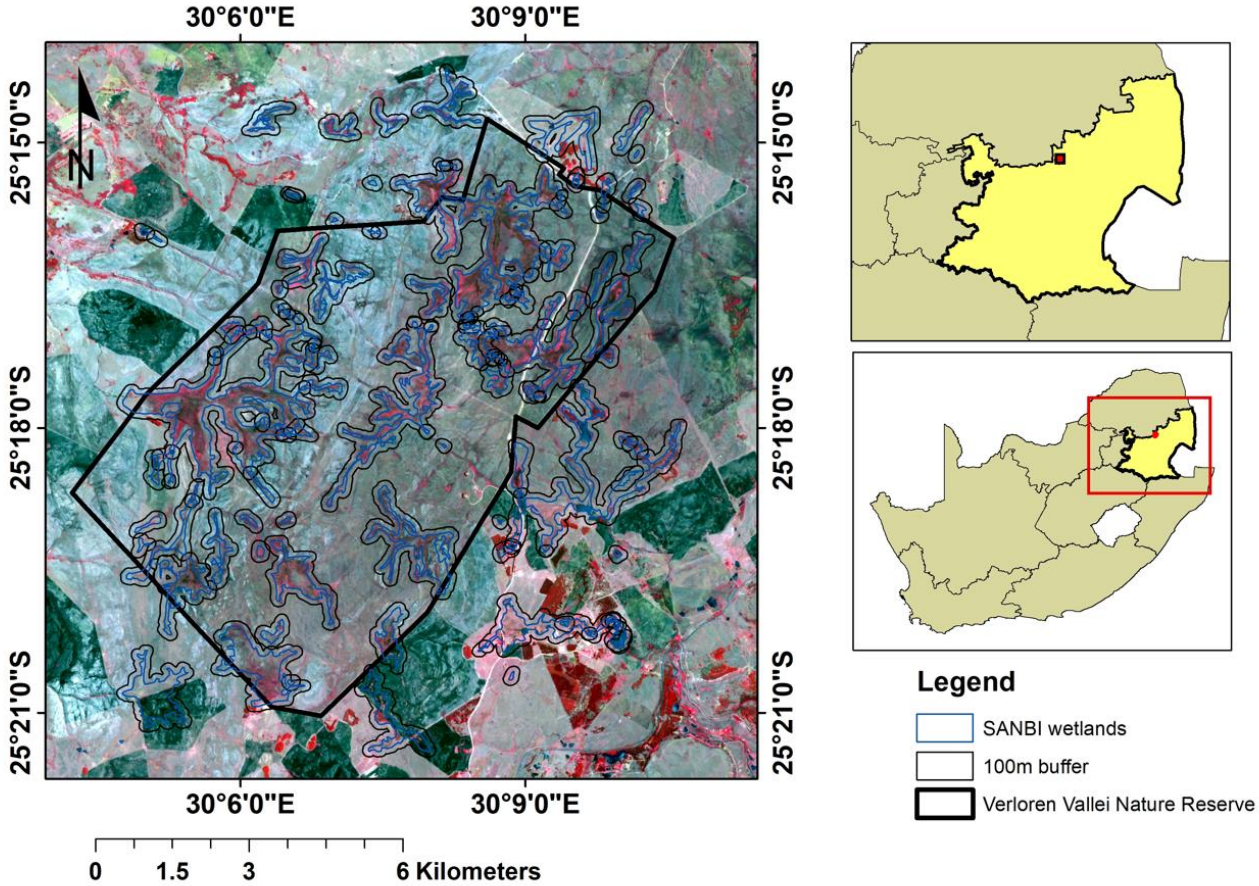 30°6'0"E 30°9'0"E
25°15'0"S 25°15'0"S
N
25°18'0"S 25°18'0"S
25°21'0"S 25°21'0"S
30°6'0"E 30°9'0"E
0 1.5 3 6 Kilometers
Legend
SANBI wetlands
100m buffer
Verloren Vallei Nature Reserve